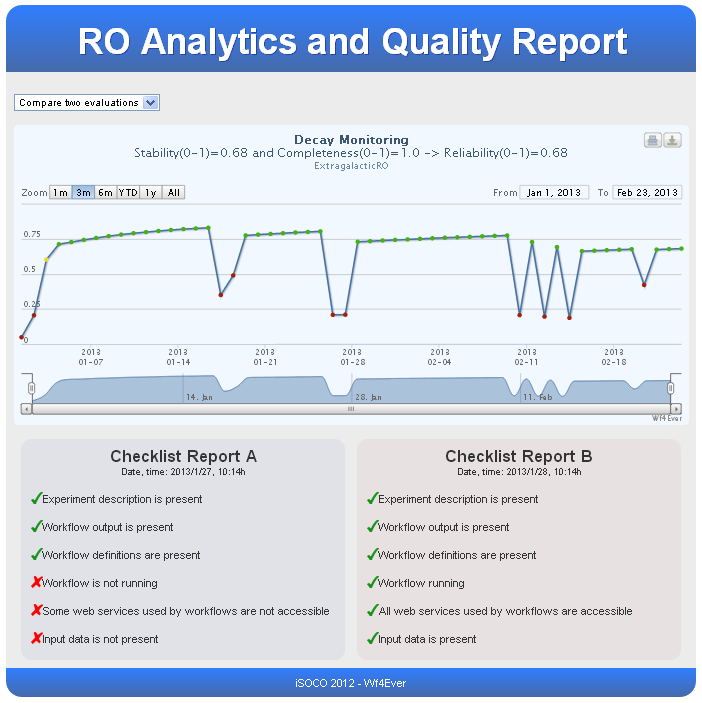 RO Analytics and Quality Report
Compare two evaluations
Decay Monitoring
Stability(0-1)=0.68 and Completeness(0-1)=1.0 -> Reliability(0-1)=0.68
ExtragalacticRO
Zoom 1m 3m 6m YTD 1y All From Jan 1, 2013 To Feb 23, 2013
0.75
0.5
0.25
0
2013 2013 2013 2013 2013 2013 2013
01-07 01-14 01-21 01-28 02-04 02-11 02-18
14. Jan 28. Jan 11. Feb
Wf4Ever
Checklist Report A
Date, time: 2013/1/27, 10:14h
Experiment description is present
Workflow output is present
Workflow definitions are present
Workflow is not running
Some web services used by workflows are not accessible
Input data is not present
Checklist Report B
Date, time: 2013/1/28, 10:14h
Experiment description is present
Workflow output is present
Workflow definitions are present
Workflow running
All web services used by workflows are accessible
Input data is present
iSOCO 2012 - Wf4Ever